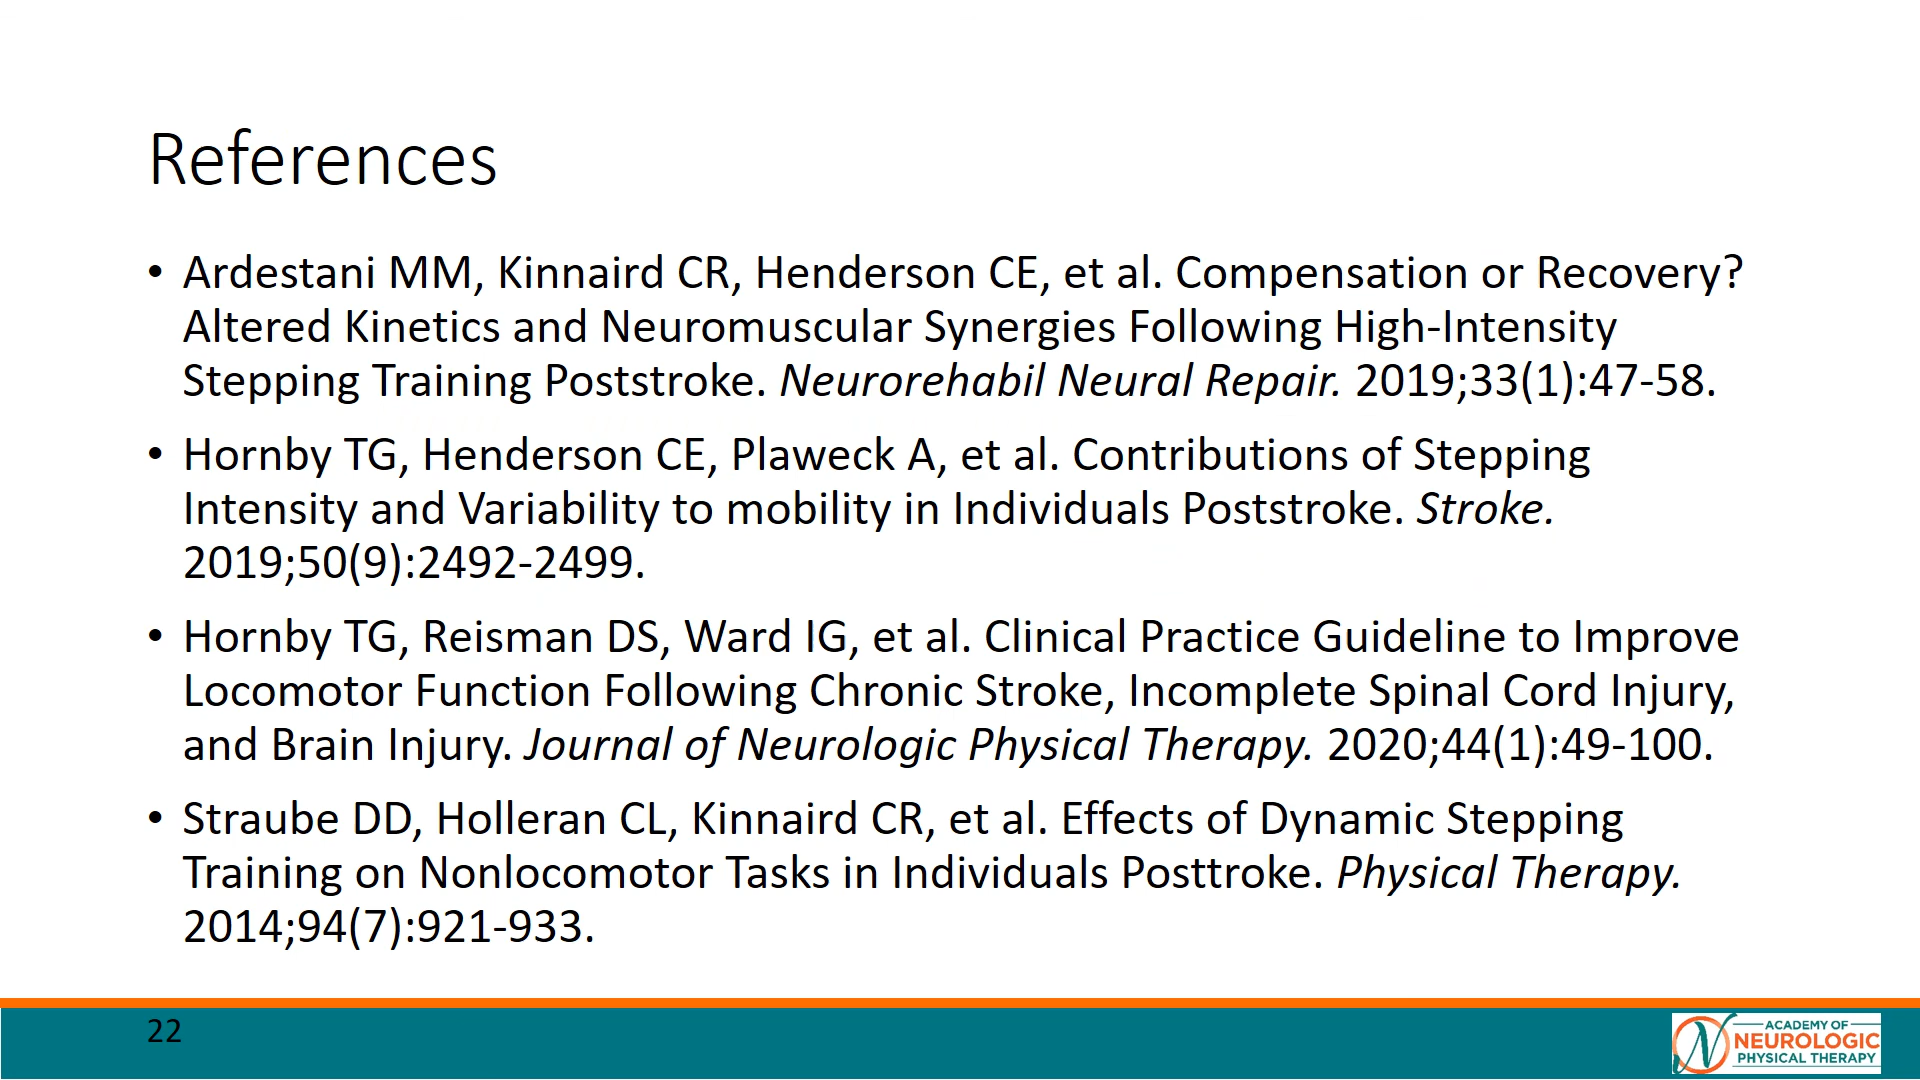 References
• Ardestani MM, Kinnaird CR, Henderson CE, et al. Compensation or Recovery?
Altered Kinetics and Neuromuscular Synergies Following High-Intensity
Stepping Training Poststroke. Neurorehabil Neural Repair. 2019;33(1):47-58.
• Hornby TG, Henderson CE, Plaweck A, et al. Contributions of Stepping
Intensity and Variability to mobility in Individuals Poststroke. Stroke.
2019;50(9):2492-2499.
• Hornby TG, Reisman DS, Ward IG, et al. Clinical Practice Guideline to Improve
Locomotor Function Following Chronic Stroke, Incomplete Spinal Cord Injury,
and Brain Injury. Journal of Neurologic Physical Therapy. 2020;44(1):49-100.
• Straube DD, Holleran CL, Kinnaird CR, et al. Effects of Dynamic Stepping
Training on Nonlocomotor Tasks in Individuals Posttroke. Physical Therapy.
2014;94(7):921-933.
22
ACADEMY OF
NEUROLOGIC
PHYSICAL THERAPY